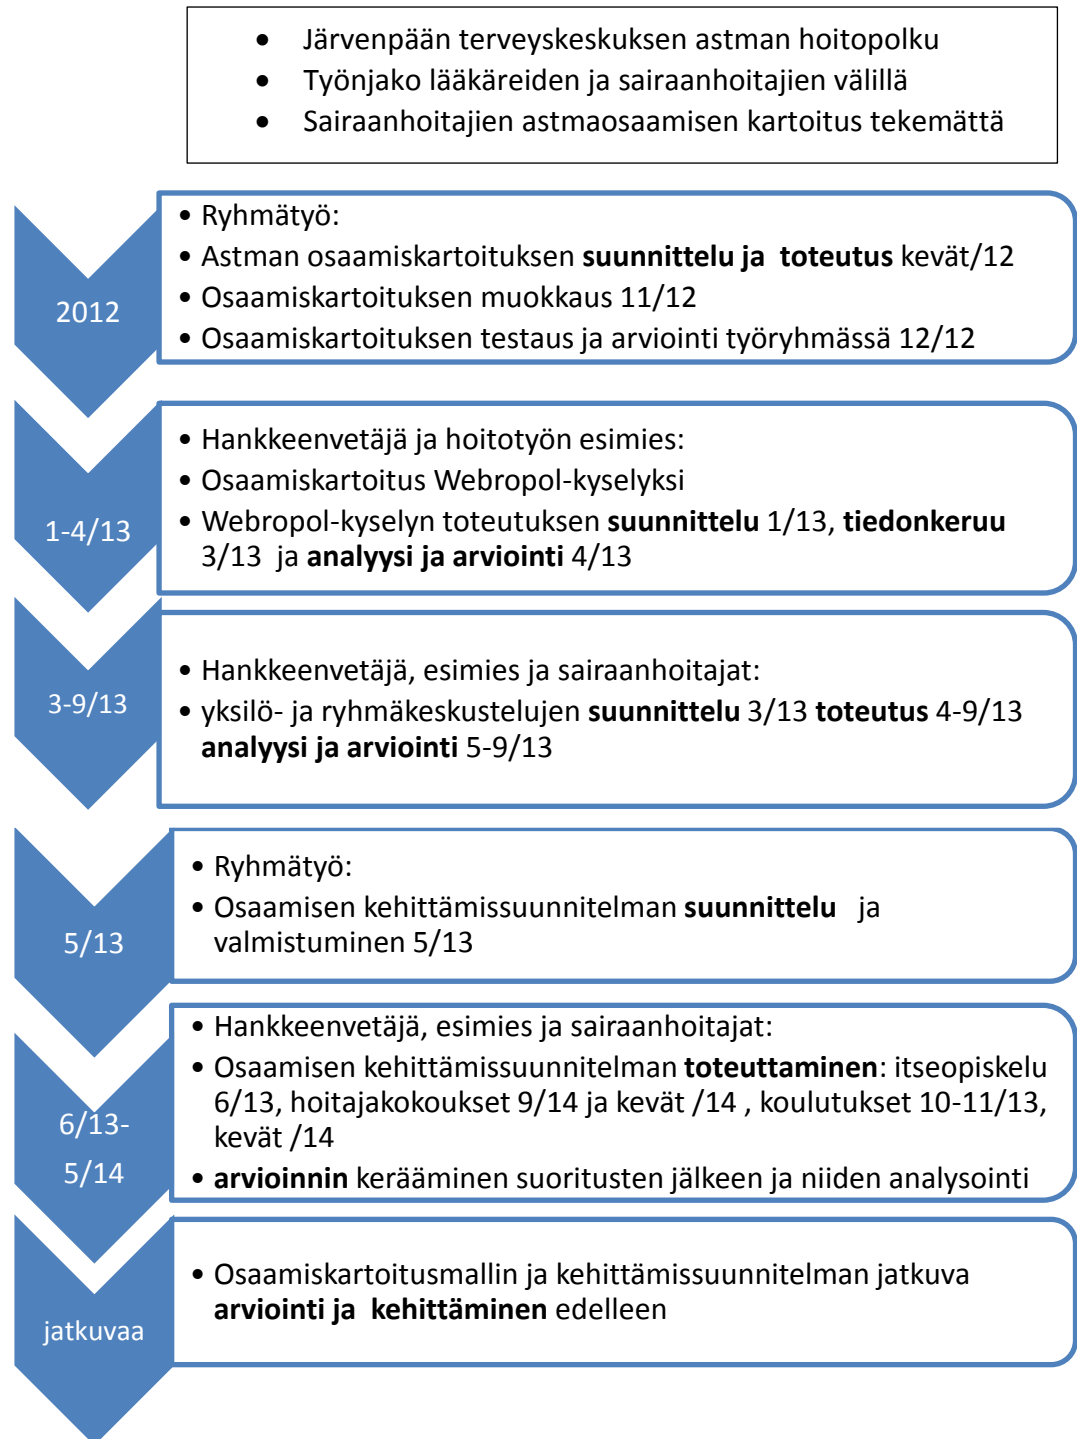 • Järvenpään terveyskeskuksen astman hoitopolku
• Työnjako lääkäreiden ja sairaanhoitajien välillä
• Sairaanhoitajien astmaosaamisen kartoitus tekemättä
2012
• Ryhmätyö:
• Astman osaamiskartoituksen suunnittelu ja toteutus kevät/12
• Osaamiskartoituksen muokkaus 11/12
• Osaamiskartoituksen testaus ja arviointi työryhmässä 12/12
1-4/13
• Hankkeenvetäjä ja hoitotyön esimies:
• Osaamiskartoitus Webropol-kyselyksi
• Webropol-kyselyn toteutuksen suunnittelu 1/13, tiedonkeruu
3/13 ja analyysi ja arviointi 4/13
3-9/13
• Hankkeenvetäjä, esimies ja sairaanhoitajat:
• yksilö- ja ryhmäkeskustelujen suunnittelu 3/13 toteutus 4-9/13
analyysi ja arviointi 5-9/13
5/13
• Ryhmätyö:
• Osaamisen kehittämissuunnitelman suunnittelu ja
valmistuminen 5/13
6/13-
5/14
• Hankkeenvetäjä, esimies ja sairaanhoitajat:
• Osaamisen kehittämissuunnitelman toteuttaminen: itseopiskelu
6/13, hoitajakokoukset 9/14 ja kevät /14 , koulutukset 10-11/13,
kevät /14
• arvioinnin kerääminen suoritusten jälkeen ja niiden analysointi
jatkuvaa
• Osaamiskartoitusmallin ja kehittämissuunnitelman jatkuva
arviointi ja kehittäminen edelleen